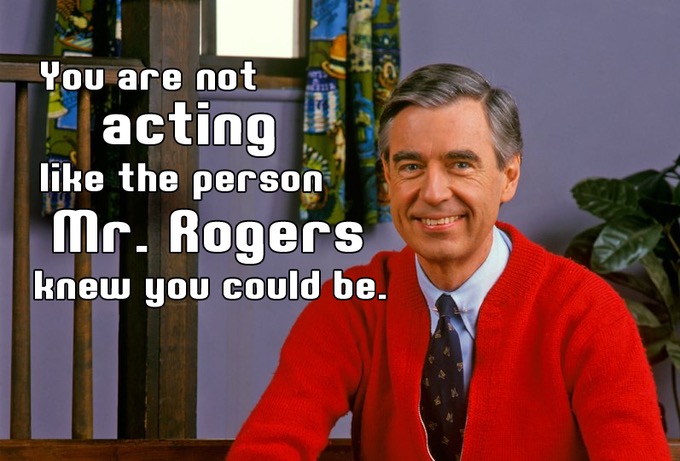 You are not
acting
like the person
Mr. Rogers
knew you could be.